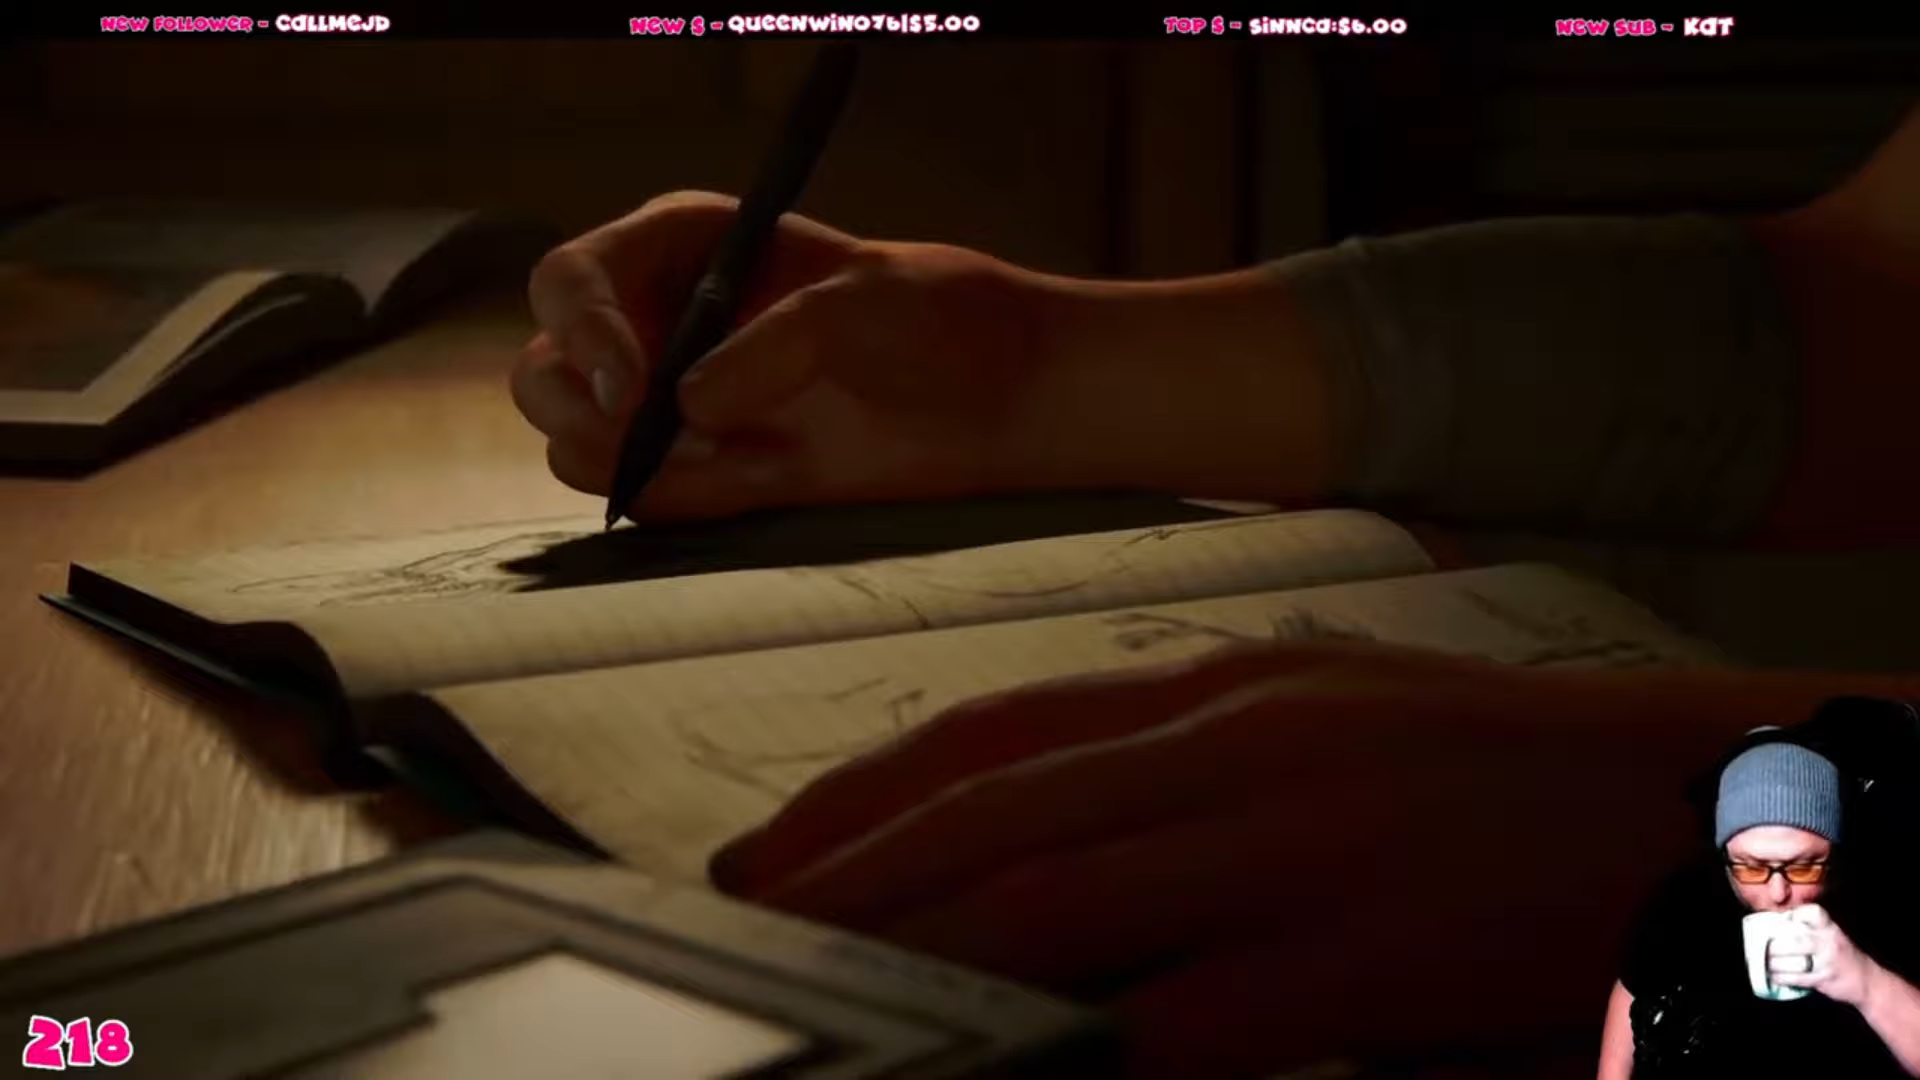 NEW FOLLOWER - CALLMEJD
NEW $ - QUEENWINO76|$5.00
TOP $ - SINNCA:$6.00
NEW SUB - KAT
218